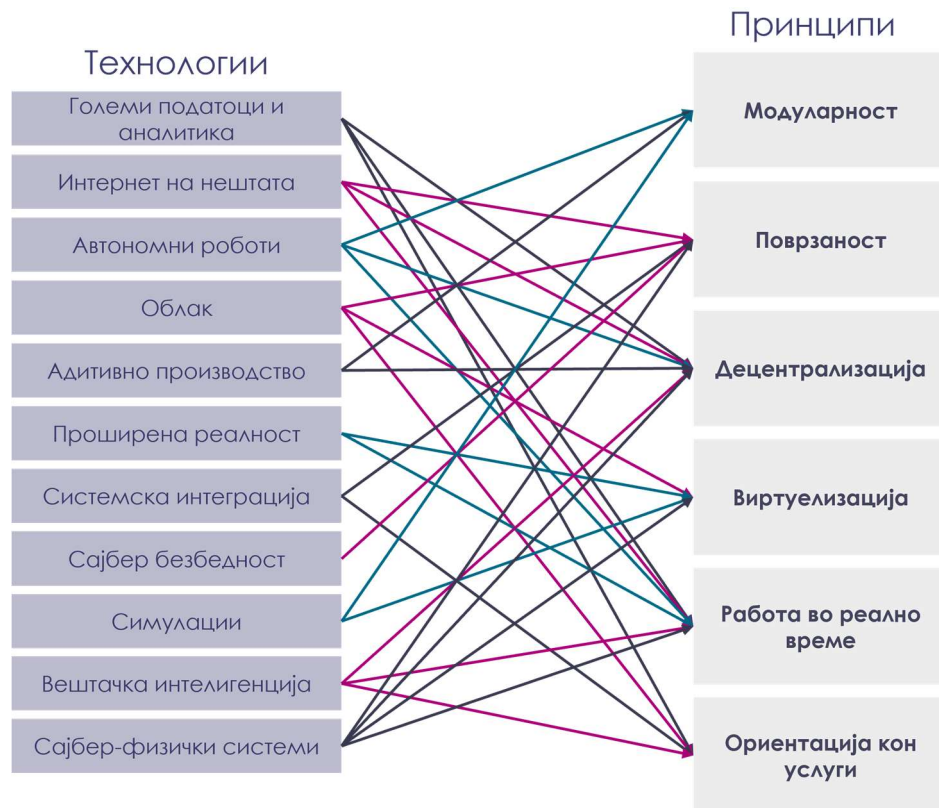 Технологии
Големи податоци и
аналитика
Интернет на нештата
Автономни роботи
Облак
Адитивно производство
Проширена реалност
Системска интеграција
Сајбер безбедност
Симулации
Вештачка интелигенција
Сајбер-физички системи
Принципи
Модуларност
Поврзаност
Децентрализација
Виртуелизација
Работа во реално
време
Ориентација кон
услуги